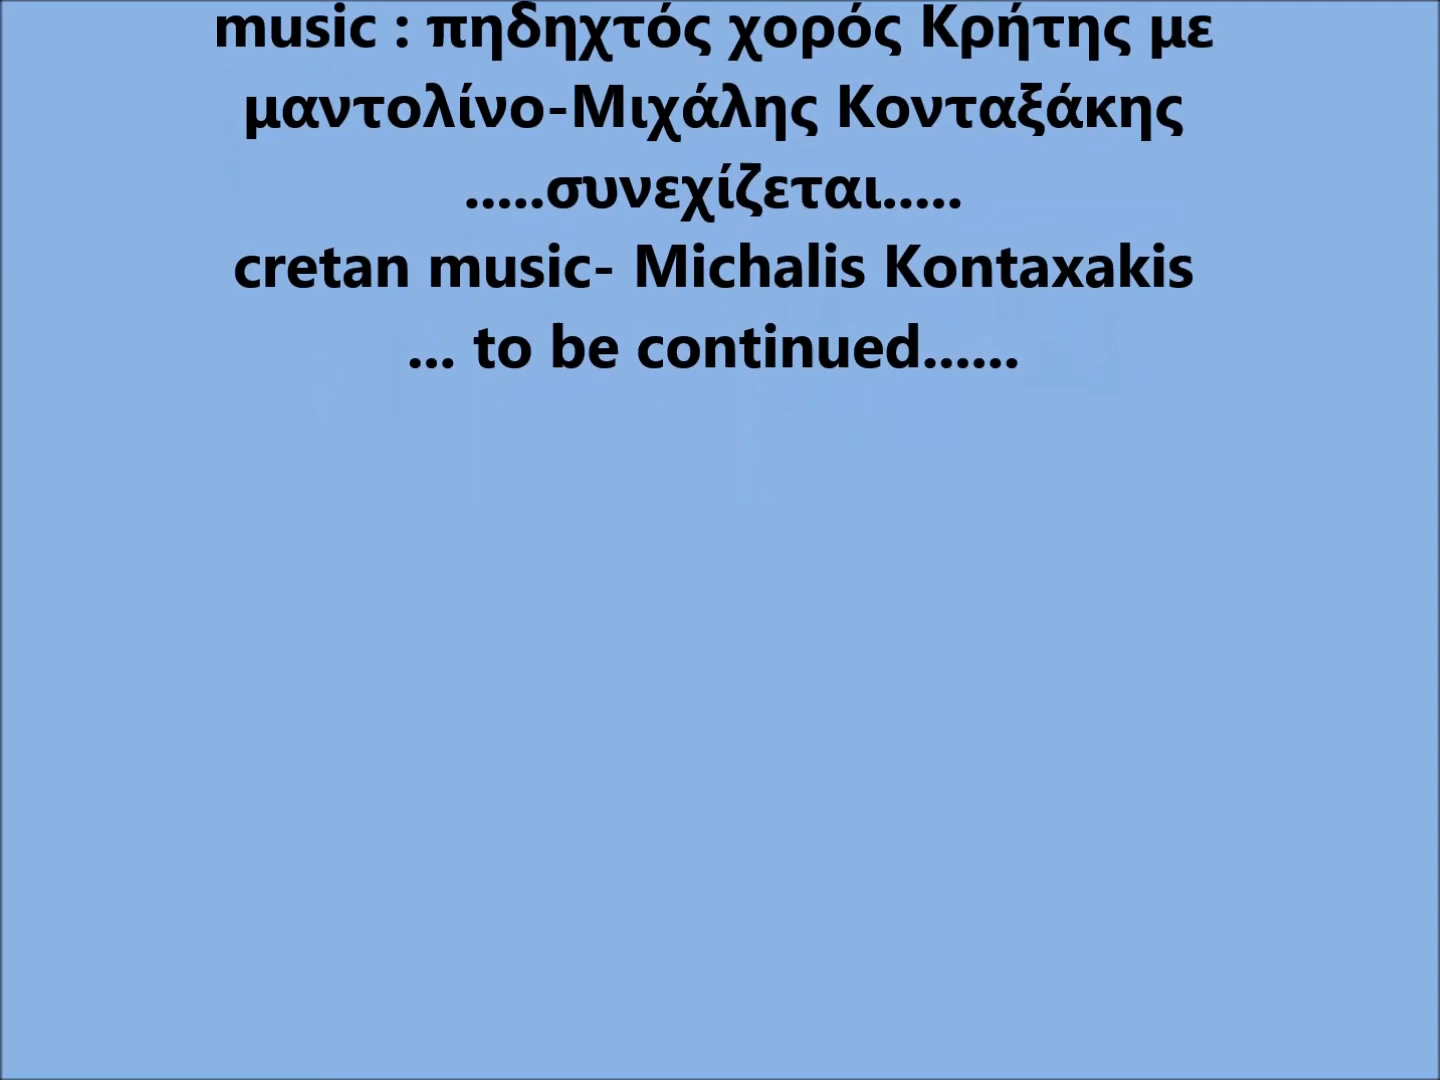 music : πηδηχτός χορός Κρήτης με
μαντολίνο-Μιχάλης Κονταξάκης
.....συνεχίζεται.....
cretan music- Michalis Kontaxakis
... to be continued......